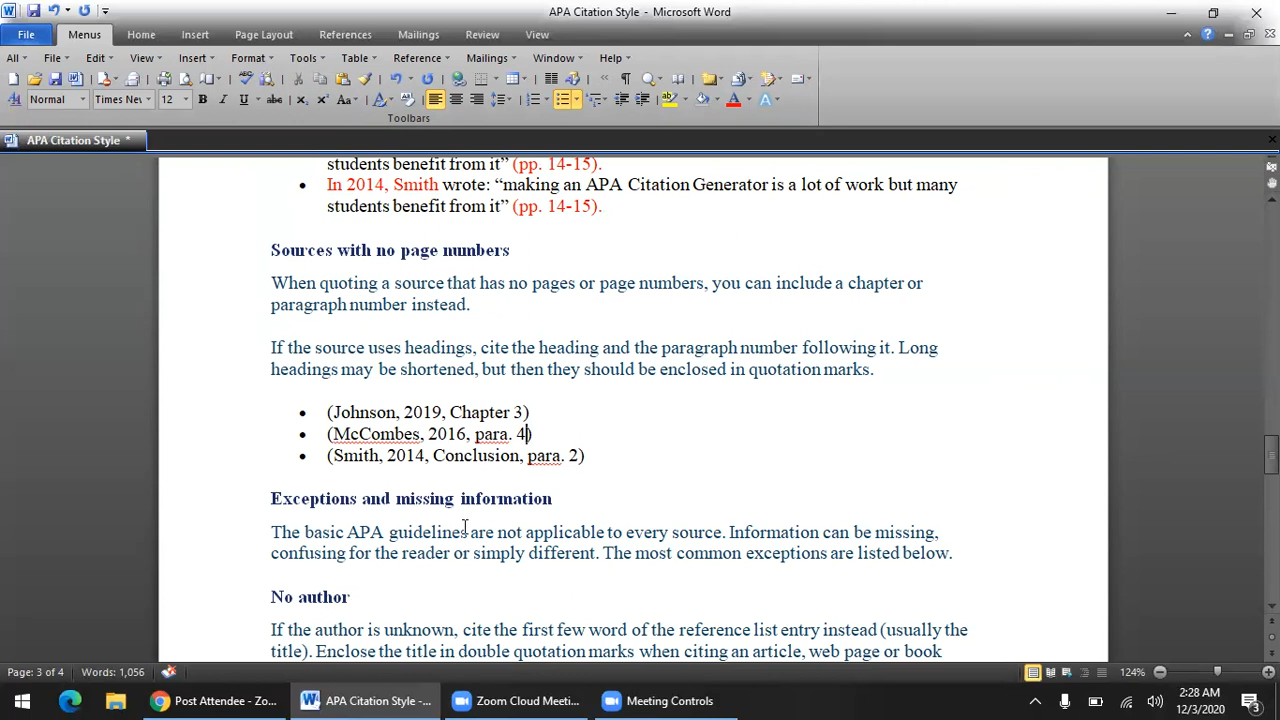 APA Citation Style - Microsoft Word
File Menus Home Insert Page Layout References Mailings Review View
All File Edit View Insert Format Tools Table Reference Mailings Window Help
Normal Times Nev 12
Toolbars
APA Citation Style *
students benefit from it” (pp. 14-15).
• In 2014, Smith wrote: “making an APA Citation Generator is a lot of work but many
students benefit from it” (pp. 14-15).
Sources with no page numbers
When quoting a source that has no pages or page numbers, you can include a chapter or
paragraph number instead.
If the source uses headings, cite the heading and the paragraph number following it. Long
headings may be shortened, but then they should be enclosed in quotation marks.
• (Johnson, 2019, Chapter 3)
• (McCombes, 2016, para. 4)
• (Smith, 2014, Conclusion, para. 2)
Exceptions and missing information
The basic APA guidelines are not applicable to every source. Information can be missing,
confusing for the reader or simply different. The most common exceptions are listed below.
No author
If the author is unknown, cite the first few word of the reference list entry instead (usually the
title). Enclose the title in double quotation marks when citing an article, web page or book
Page: 3 of 4 Words: 1,056 124%
Post Attendee - Zo... APA Citation Style -... Zoom Cloud Meeti... Meeting Controls 2:28 AM
12/3/2020 3